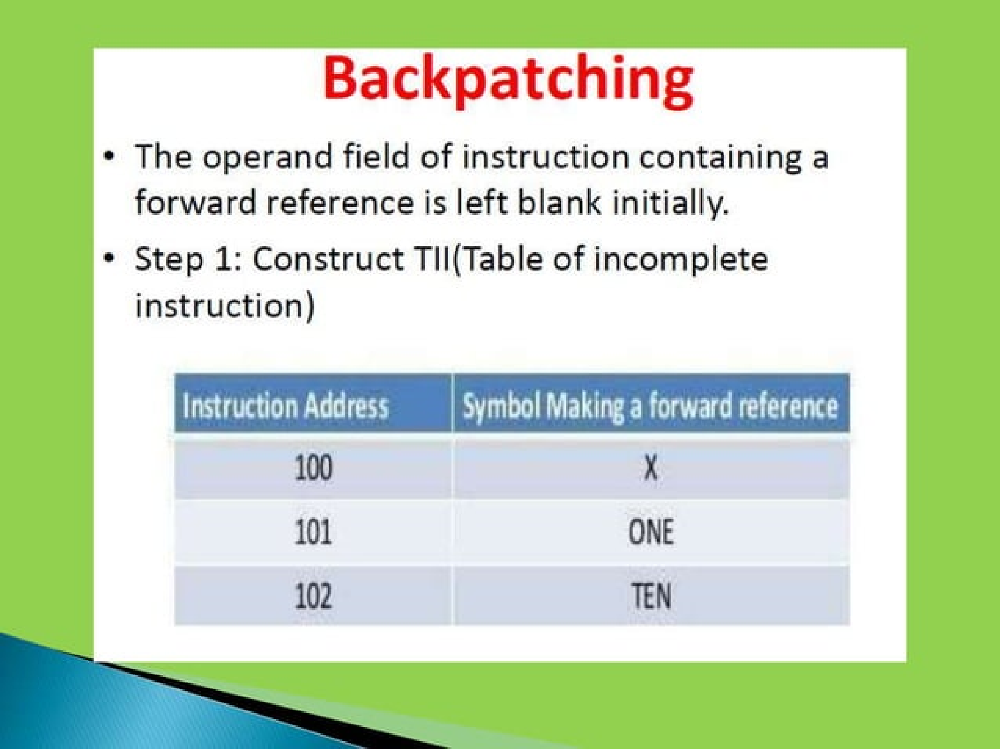 Backpatching
• The operand field of instruction containing a
forward reference is left blank initially.
• Step 1: Construct TII(Table of incomplete
instruction)
Instruction Address Symbol Making a forward reference
100 X
101 ONE
102 TEN